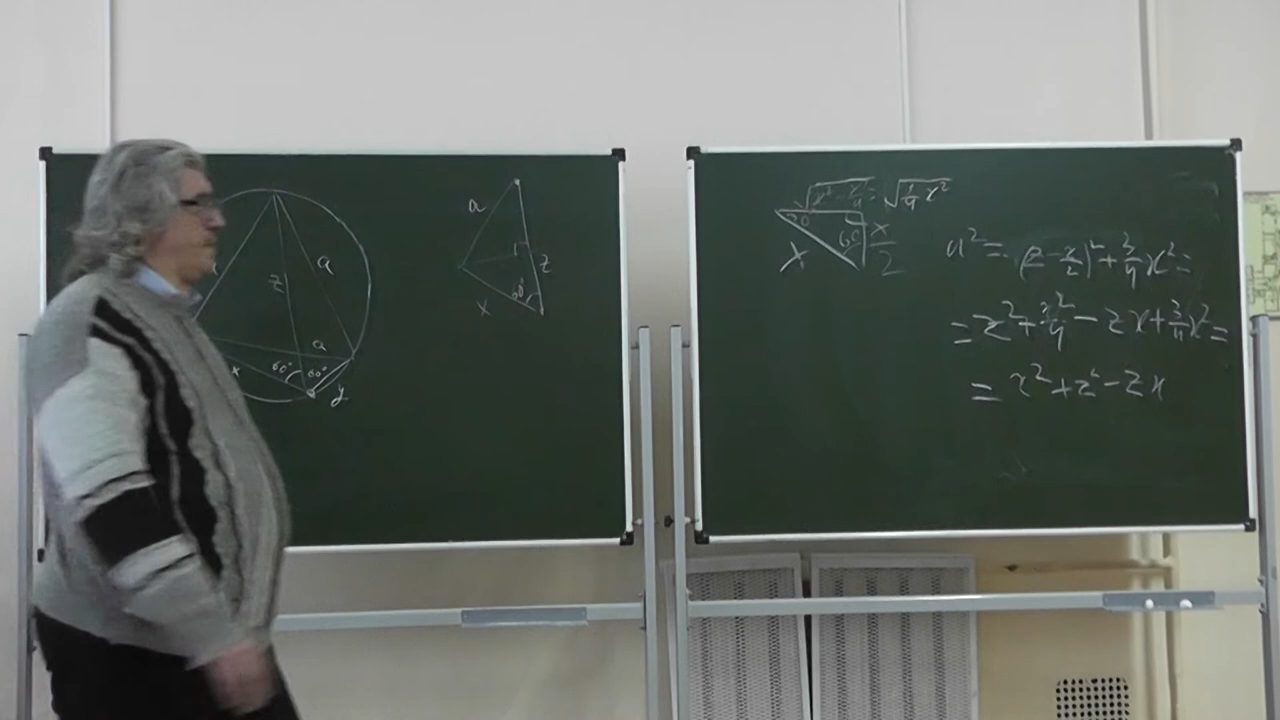 a
z
a
x
60°
60°
y
a
z
x
60°
√x² - x²/4 = √3/4 x²
30
60
x
x/2
a² = (z - x/2)² + 3/4 x² =
= z² + x²/4 - zx + 3/4 x² =
= x² + z² - zx